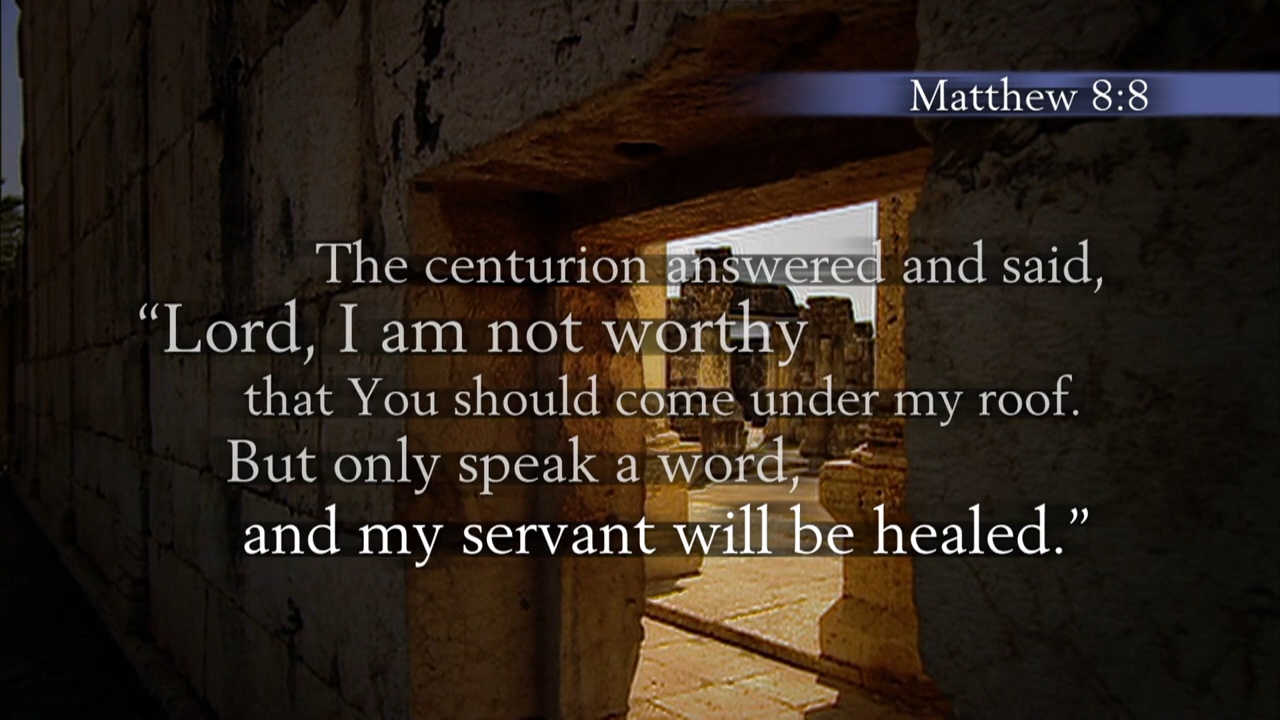 Matthew 8:8
The centurion answered and said,
“Lord, I am not worthy
that You should come under my roof.
But only speak a word,
and my servant will be healed.”